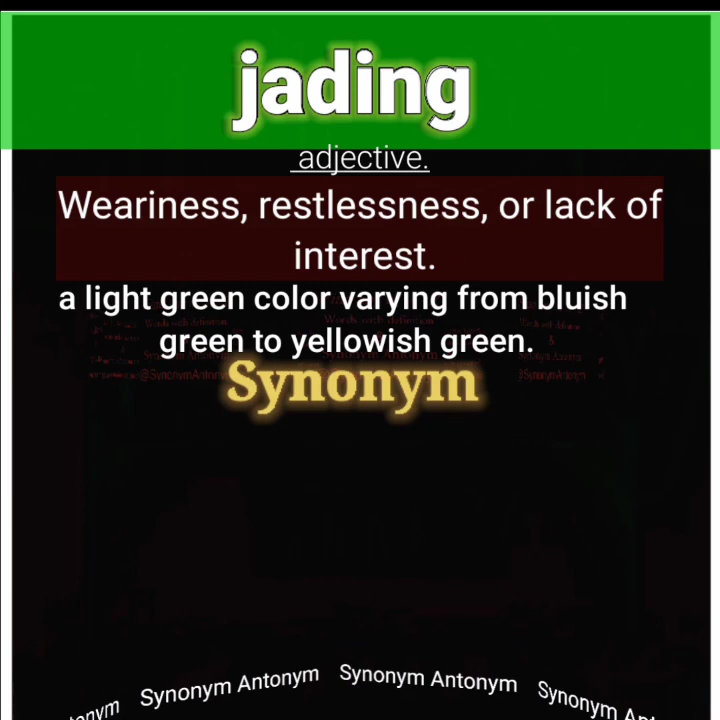 jading
adjective.
Weariness, restlessness, or lack of
interest.
a light green color varying from bluish
green to yellowish green.
Synonym
Synonym Antonym Synonym Antonym Synonym